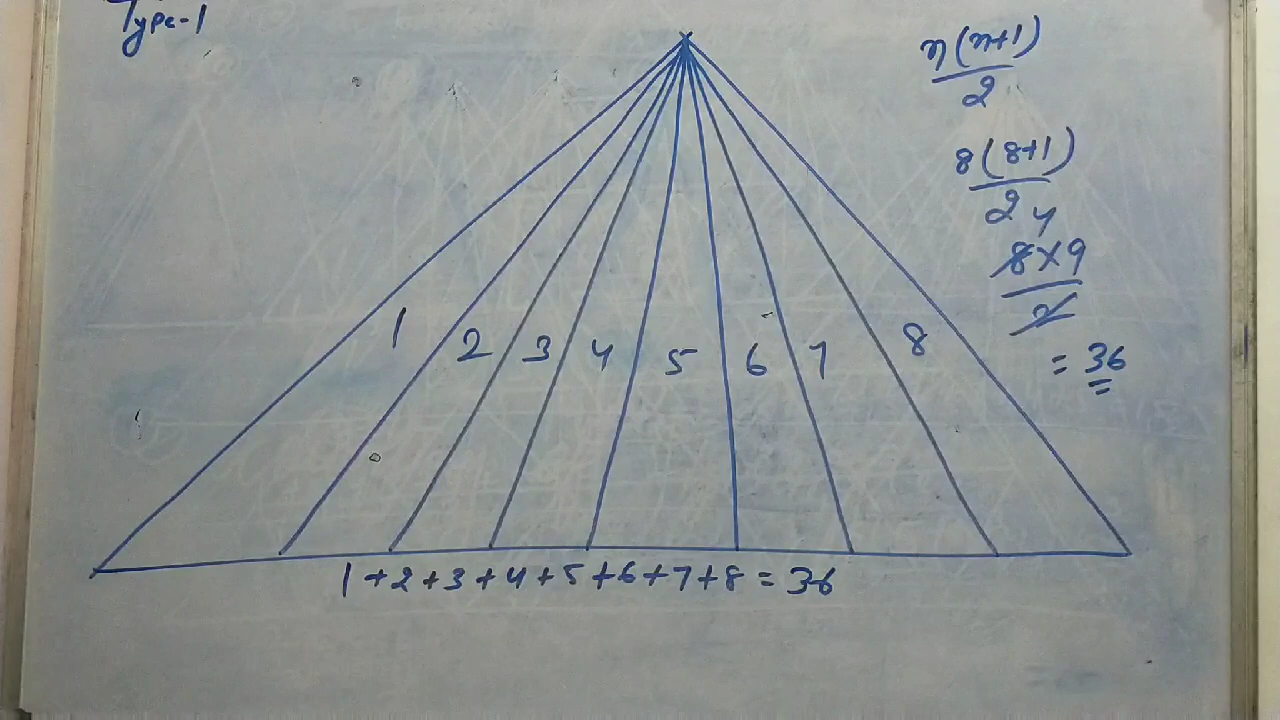 Type-1
n(n+1)
2
8(8+1)
2
4
8×9
2
= 36
1 2 3 4 5 6 7 8
1+2+3+4+5+6+7+8=36